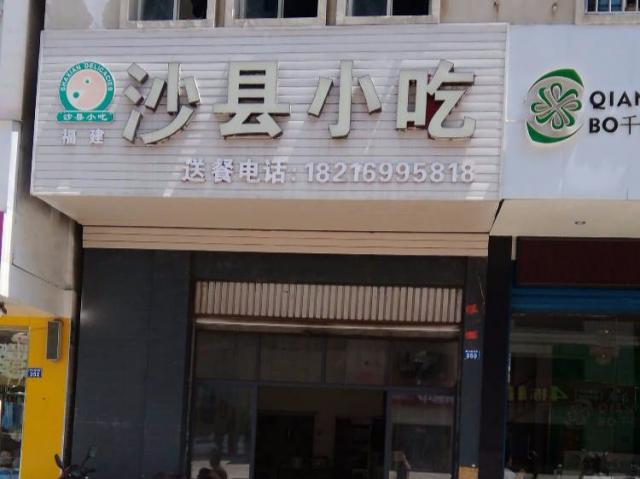 SHAXIAN DELICACIES
沙县小吃
福建
沙县小吃
送餐电话:18216995818
QIAN
BO千